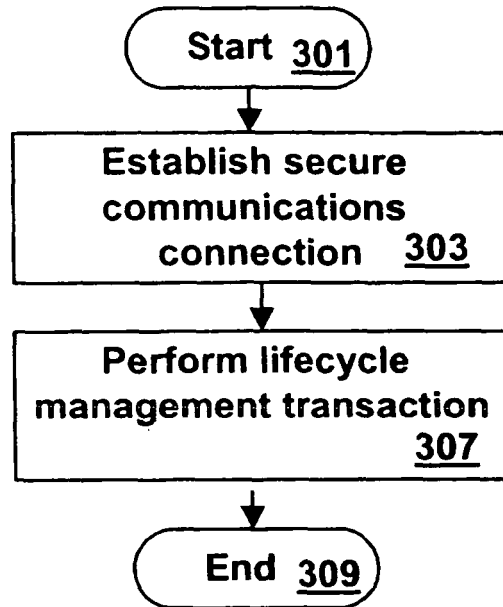 Start 301
Establish secure
communications
connection 303
Perform lifecycle
management transaction
307
End 309